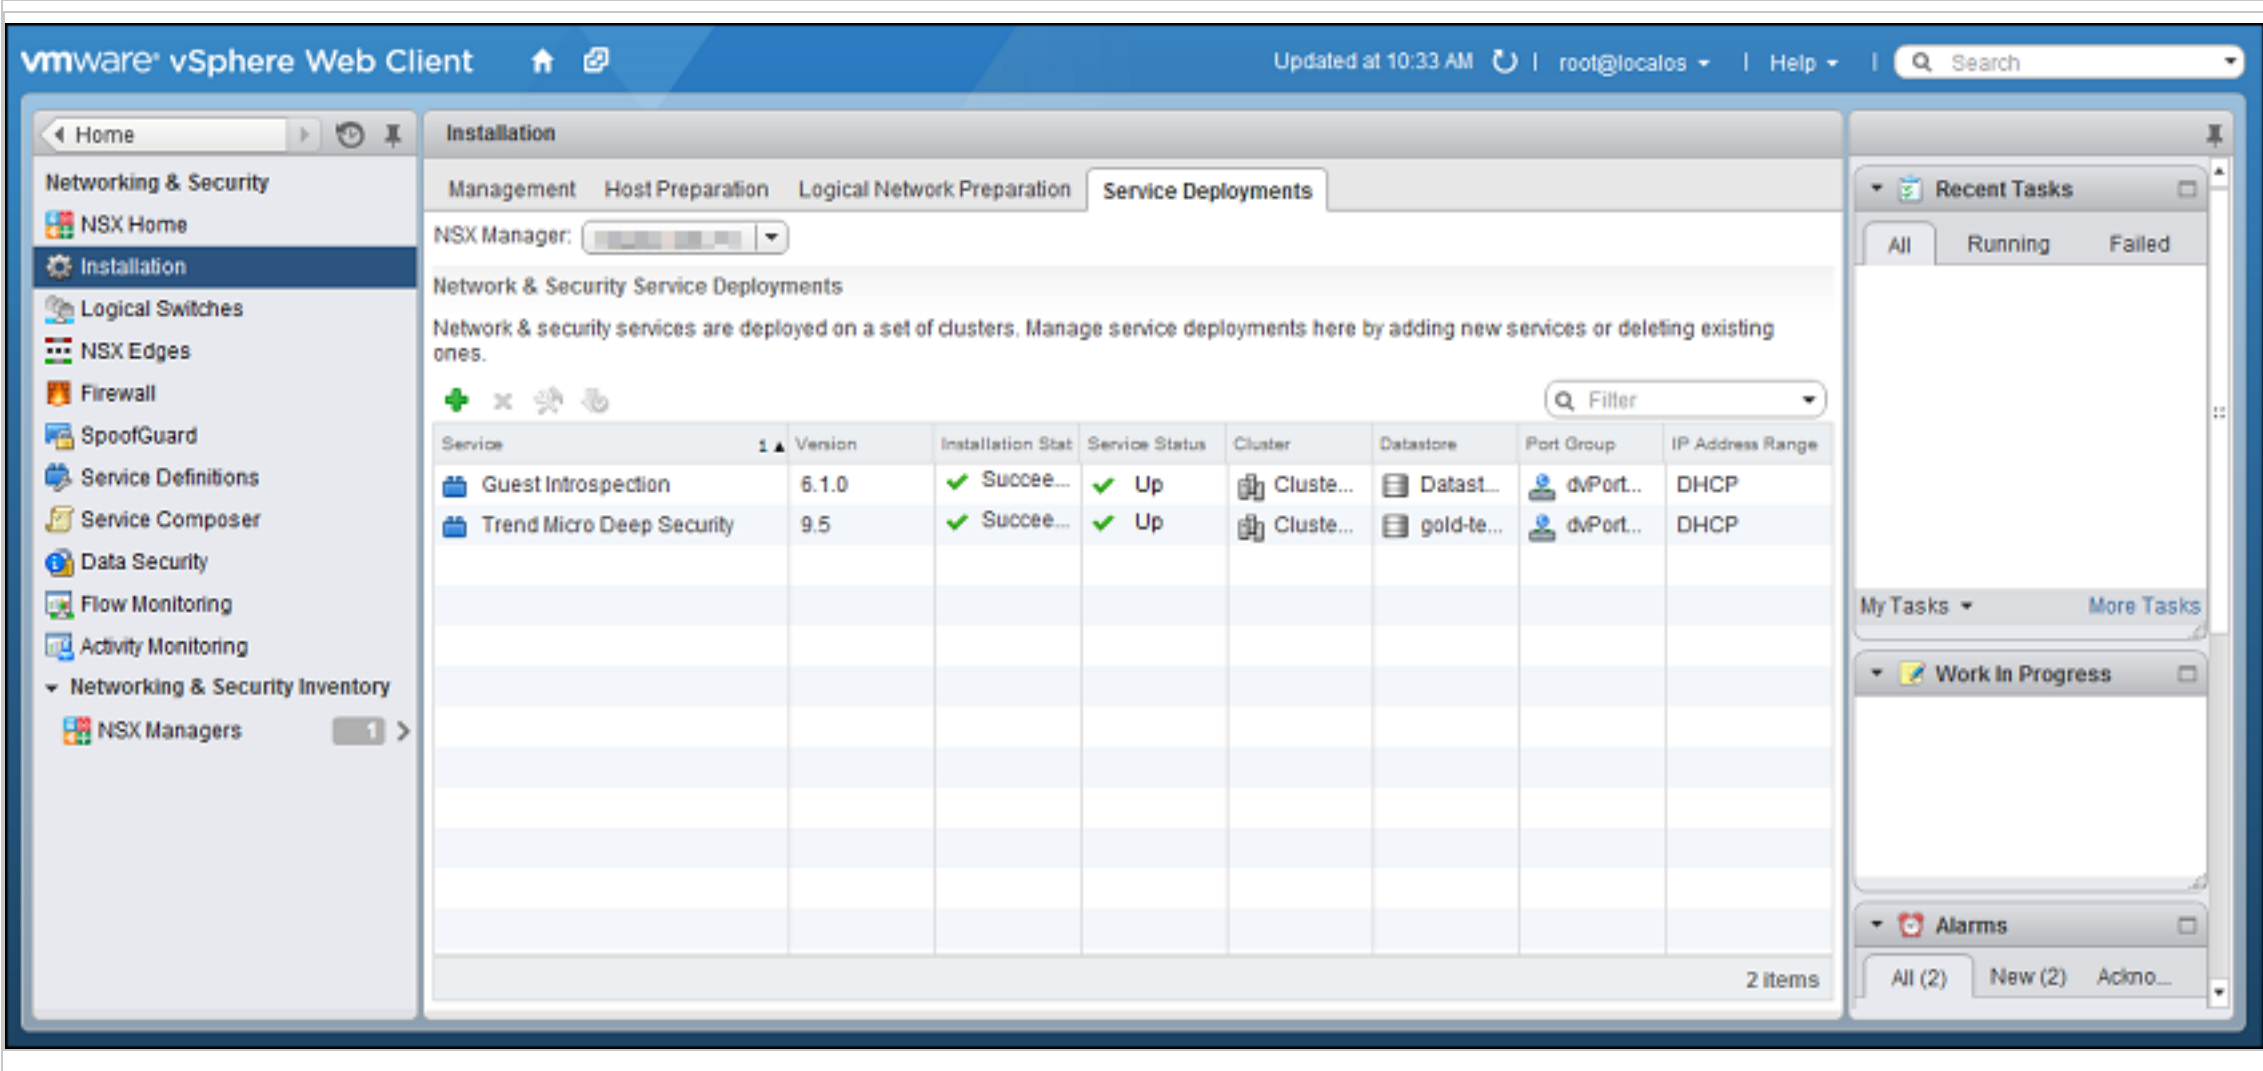 vmware® vSphere Web Client
Updated at 10:33 AM | root@localos | Help | Search
Home
Networking & Security
NSX Home
Installation
Logical Switches
NSX Edges
Firewall
SpoofGuard
Service Definitions
Service Composer
Data Security
Flow Monitoring
Activity Monitoring
Networking & Security Inventory
NSX Managers 1
Installation
Management Host Preparation Logical Network Preparation Service Deployments
NSX Manager:
Network & Security Service Deployments
Network & security services are deployed on a set of clusters. Manage service deployments here by adding new services or deleting existing
ones.
Filter
Service 1 Version Installation Stat Service Status Cluster Datastore Port Group IP Address Range
Guest Introspection 6.1.0 Succee... Up Cluste... Datast... dvPort... DHCP
Trend Micro Deep Security 9.5 Succee... Up Cluste... gold-te... dvPort... DHCP
2 items
Recent Tasks
All Running Failed
My Tasks More Tasks
Work In Progress
Alarms
All (2) New (2) Ackno...